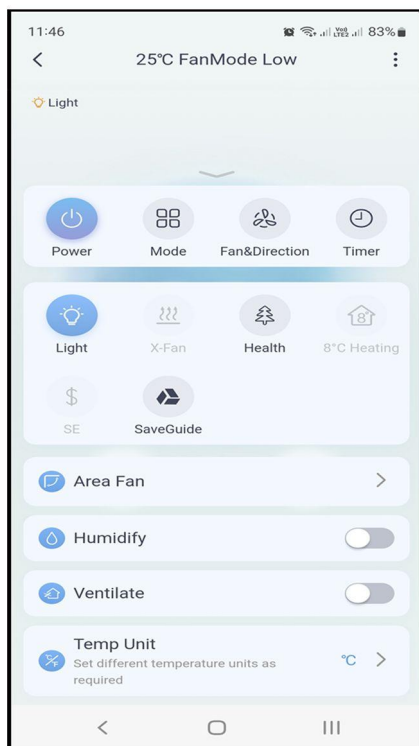 11:46
83%
25℃ FanMode Low
Light
Power Mode Fan&Direction Timer
Light X-Fan Health 8°C Heating
SE SaveGuide
Area Fan
Humidify
Ventilate
Temp Unit
Set different temperature units as
required
℃